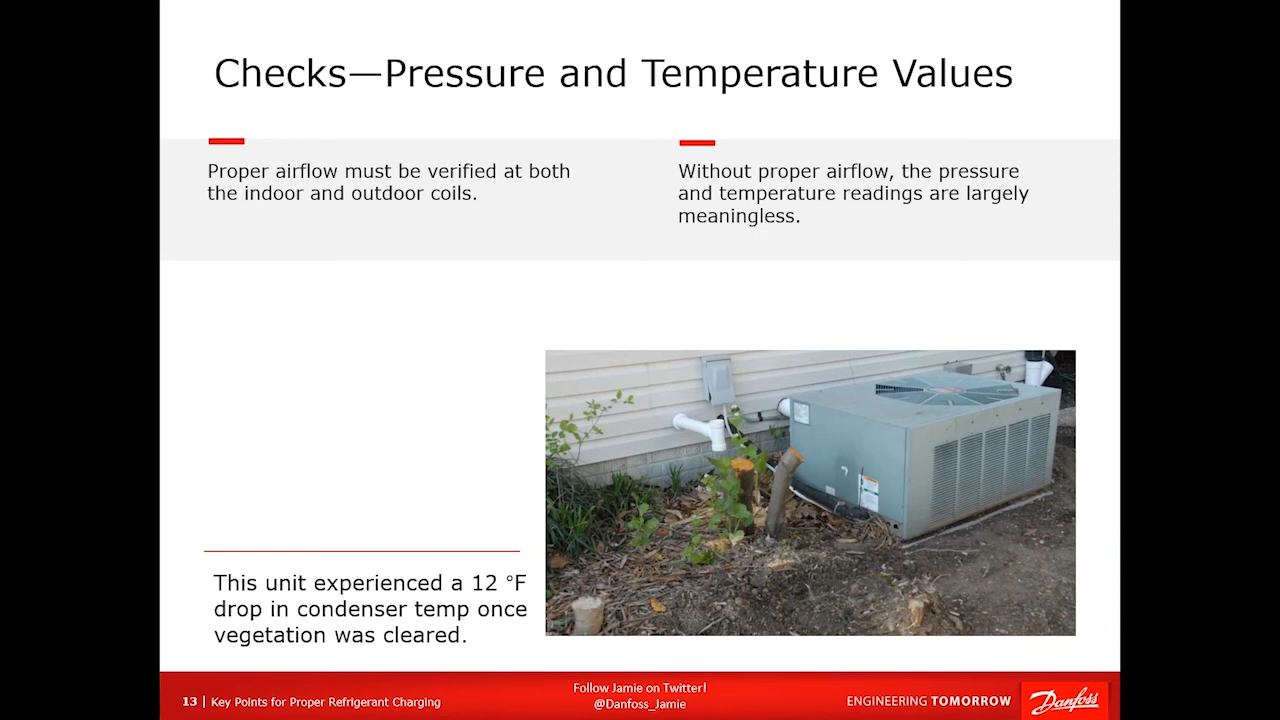 Checks—Pressure and Temperature Values
Proper airflow must be verified at both
the indoor and outdoor coils.
Without proper airflow, the pressure
and temperature readings are largely
meaningless.
This unit experienced a 12 °F
drop in condenser temp once
vegetation was cleared.
13 | Key Points for Proper Refrigerant Charging
Follow Jamie on Twitter!
@Danfoss_Jamie
ENGINEERING TOMORROW
Danfoss